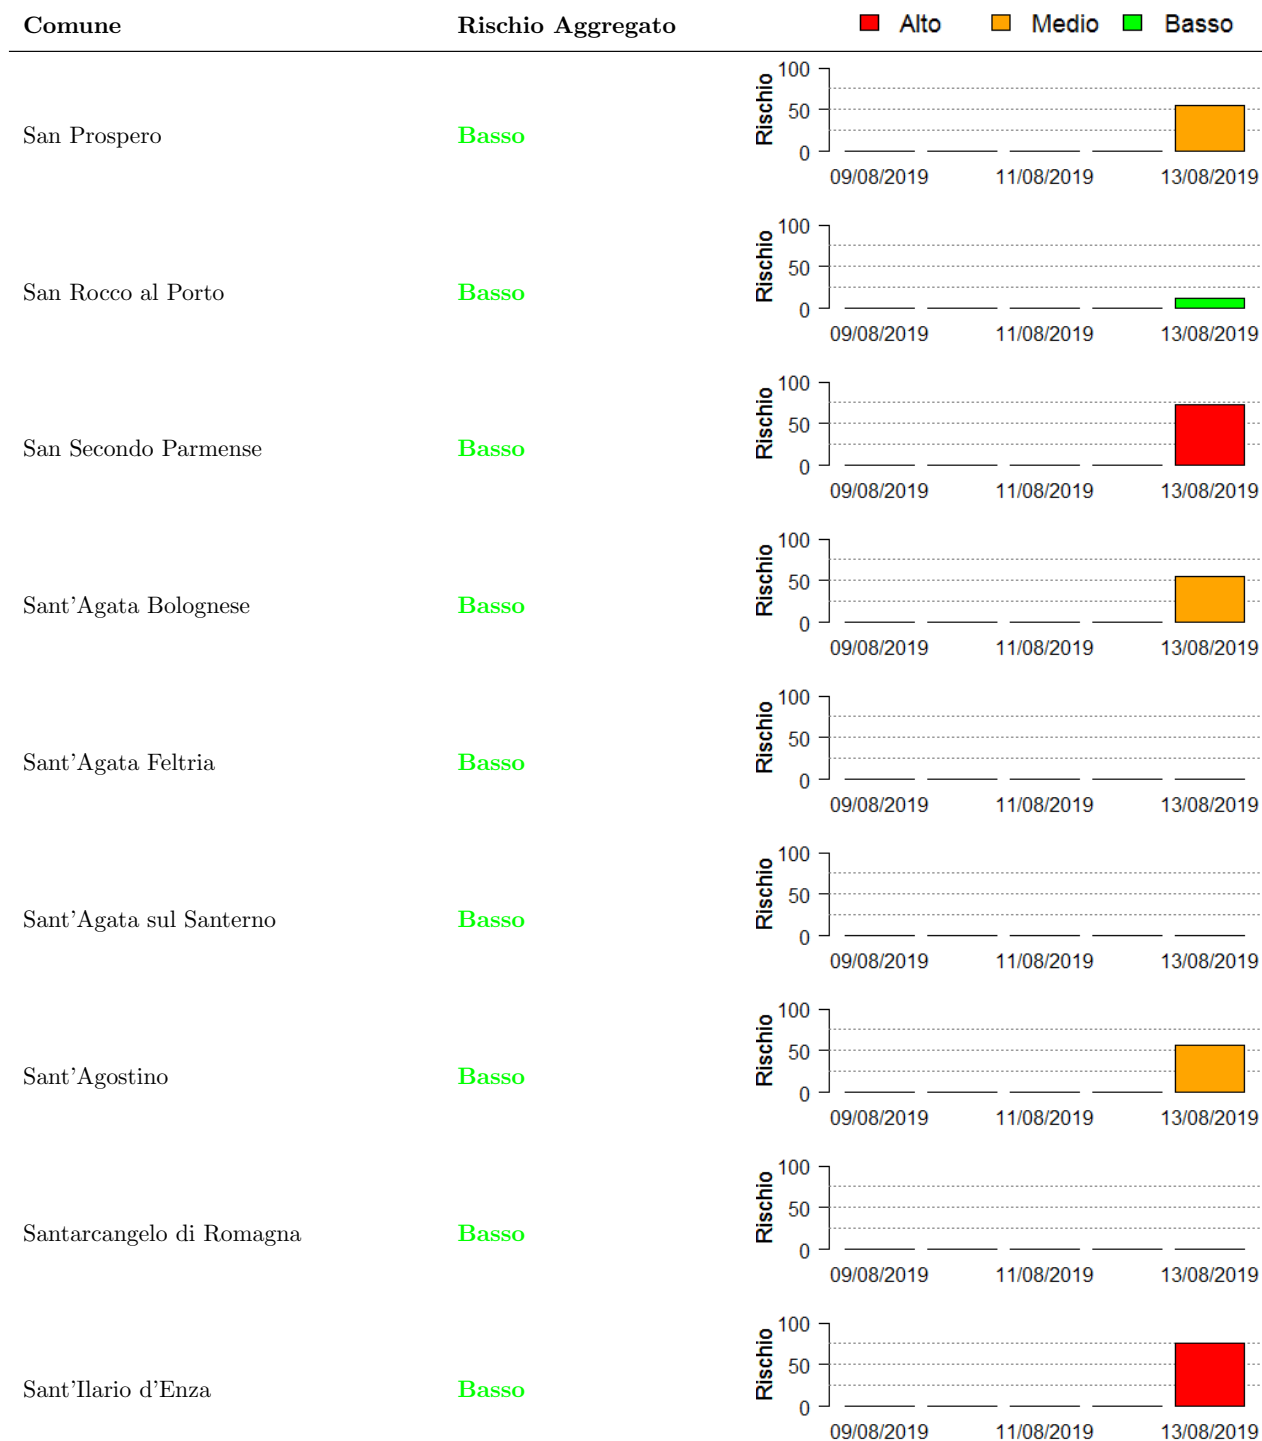 Comune Rischio Aggregato Alto Medio Basso
San Prospero Basso Rischio 100 50 0
09/08/2019 11/08/2019 13/08/2019
San Rocco al Porto Basso Rischio 100 50 0
09/08/2019 11/08/2019 13/08/2019
San Secondo Parmense Basso Rischio 100 50 0
09/08/2019 11/08/2019 13/08/2019
Sant'Agata Bolognese Basso Rischio 100 50 0
09/08/2019 11/08/2019 13/08/2019
Sant'Agata Feltria Basso Rischio 100 50 0
09/08/2019 11/08/2019 13/08/2019
Sant'Agata sul Santerno Basso Rischio 100 50 0
09/08/2019 11/08/2019 13/08/2019
Sant'Agostino Basso Rischio 100 50 0
09/08/2019 11/08/2019 13/08/2019
Santarcangelo di Romagna Basso Rischio 100 50 0
09/08/2019 11/08/2019 13/08/2019
Sant'Ilario d'Enza Basso Rischio 100 50 0
09/08/2019 11/08/2019 13/08/2019